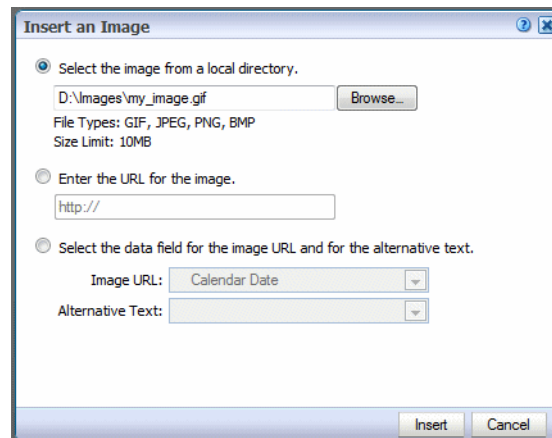 Insert an Image
Select the image from a local directory.
D:\Images\my_image.gif Browse...
File Types: GIF, JPEG, PNG, BMP
Size Limit: 10MB
Enter the URL for the image.
http://
Select the data field for the image URL and for the alternative text.
Image URL: Calendar Date
Alternative Text:
Insert Cancel